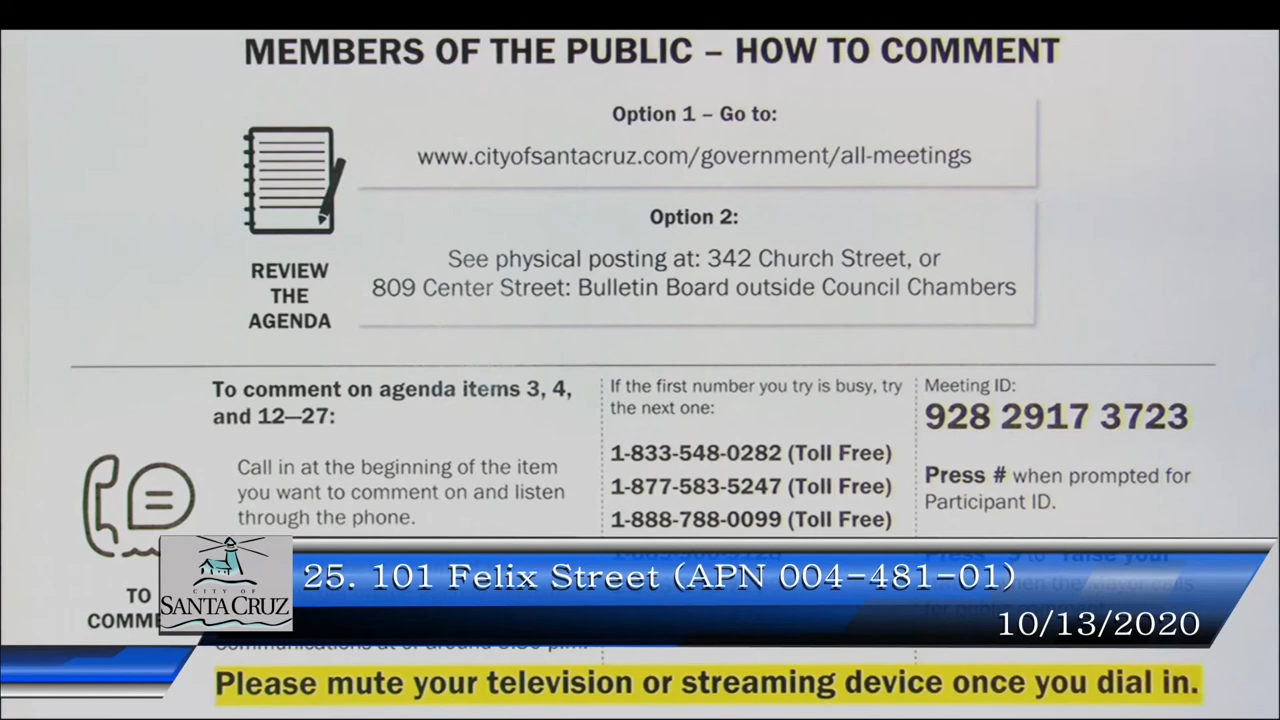 MEMBERS OF THE PUBLIC – HOW TO COMMENT
Option 1 – Go to:
www.cityofsantacruz.com/government/all-meetings
Option 2:
See physical posting at: 342 Church Street, or
809 Center Street: Bulletin Board outside Council Chambers
REVIEW
THE
AGENDA
To comment on agenda items 3, 4,
and 12—27:
Call in at the beginning of the item
you want to comment on and listen
through the phone.
If the first number you try is busy, try
the next one:
1-833-548-0282 (Toll Free)
1-877-583-5247 (Toll Free)
1-888-788-0099 (Toll Free)
Meeting ID:
928 2917 3723
Press # when prompted for
Participant ID.
TO
CITY OF
SANTA CRUZ
25. 101 Felix Street (APN 004-481-01)
10/13/2020
Please mute your television or streaming device once you dial in.